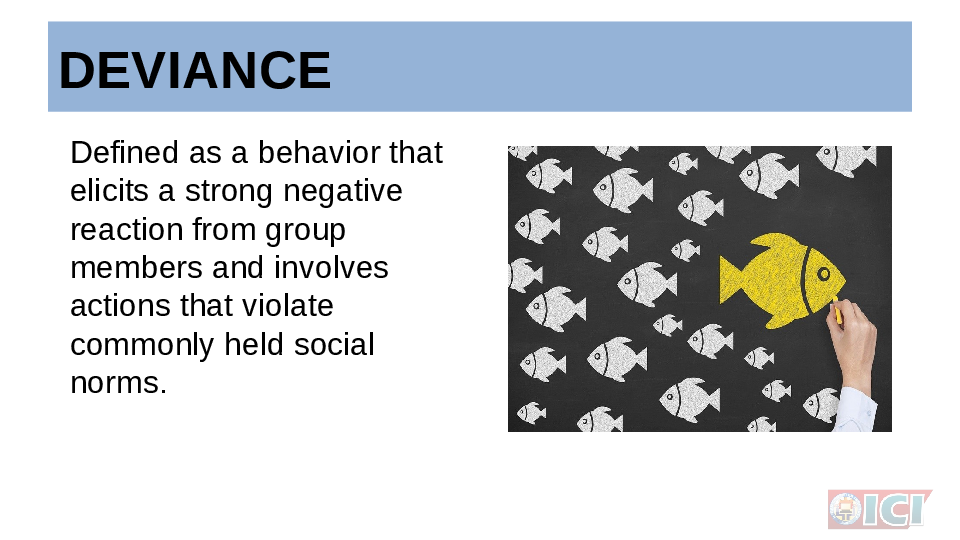 DEVIANCE
Defined as a behavior that
elicits a strong negative
reaction from group
members and involves
actions that violate
commonly held social
norms.
ICI